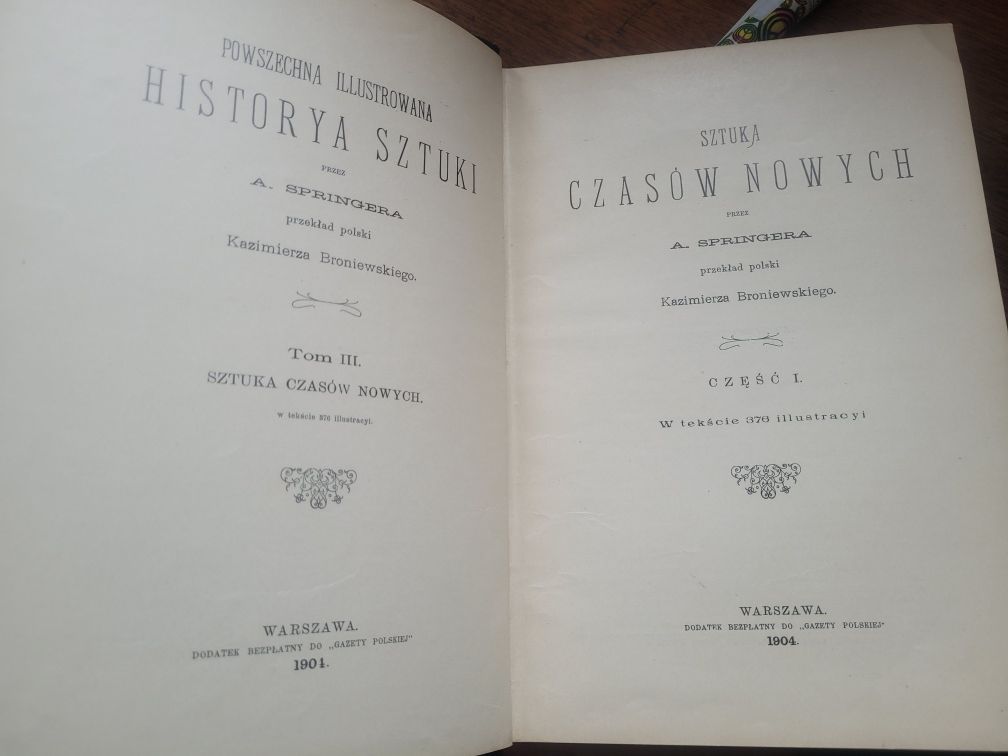 POWSZECHNA ILLUSTROWANA
HISTORYA SZTUKI
PRZEZ
A. SPRINGERA
przekład polski
Kazimierza Broniewskiego.
Tom III.
SZTUKA CZASÓW NOWYCH.
w tekście 376 illustracyi.
WARSZAWA.
DODATEK BEZPŁATNY DO „GAZETY POLSKIEJ"
1904.
SZTUKA
CZASÓW NOWYCH
PRZEZ
A. SPRINGERA
przekład polski
Kazimierza Broniewskiego.
CZĘŚĆ I.
W tekście 376 illustracyi
WARSZAWA.
DODATEK BEZPŁATNY DO „GAZETY POLSKIEJ"
1904.